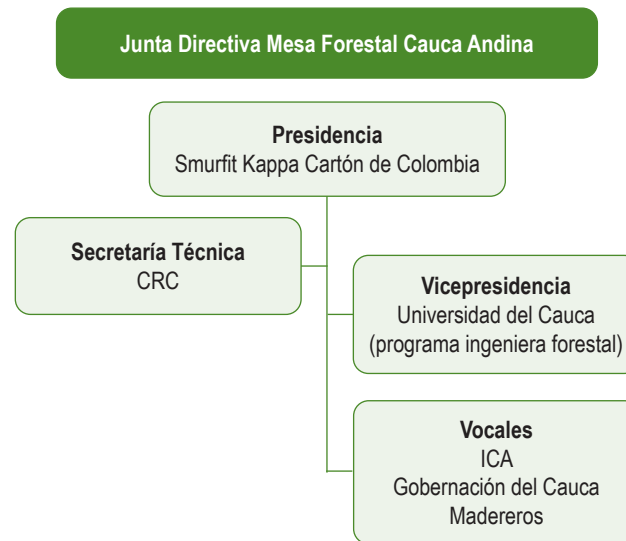 Junta Directiva Mesa Forestal Cauca Andina
Presidencia
Smurfit Kappa Cartón de Colombia
Secretaría Técnica
CRC
Vicepresidencia
Universidad del Cauca
(programa ingeniera forestal)
Vocales
ICA
Gobernación del Cauca
Madereros